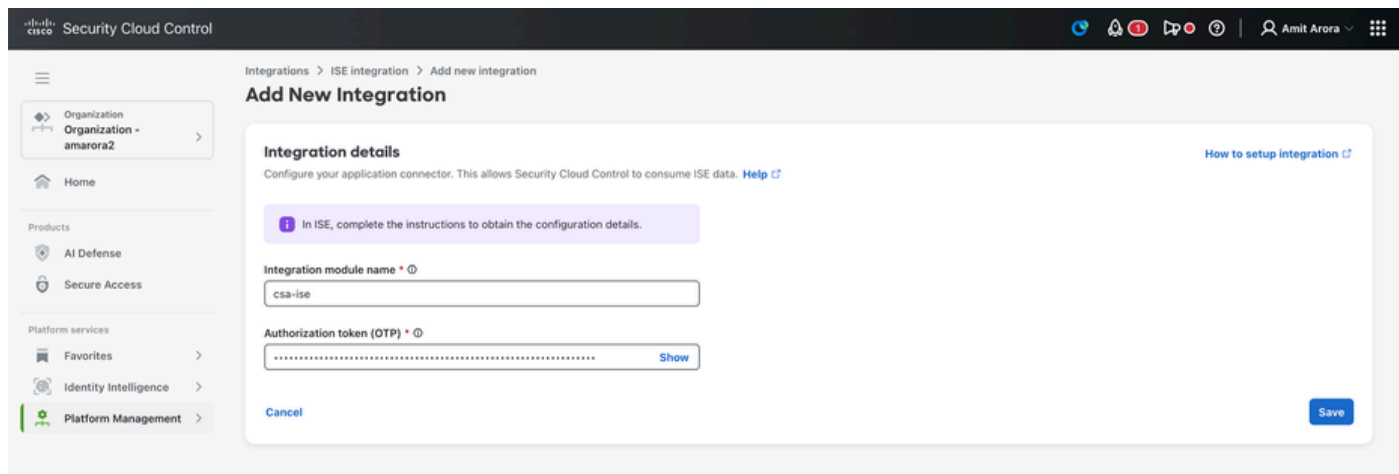 CISCO Security Cloud Control
1
Amit Arora
Integrations > ISE integration > Add new integration
Add New Integration
Organization
Organization -
amarora2
Home
Products
AI Defense
Secure Access
Platform services
Favorites
Identity Intelligence
Platform Management
Integration details
How to setup integration
Configure your application connector. This allows Security Cloud Control to consume ISE data. Help
In ISE, complete the instructions to obtain the configuration details.
Integration module name *
csa-ise
Authorization token (OTP) *
Show
Cancel
Save